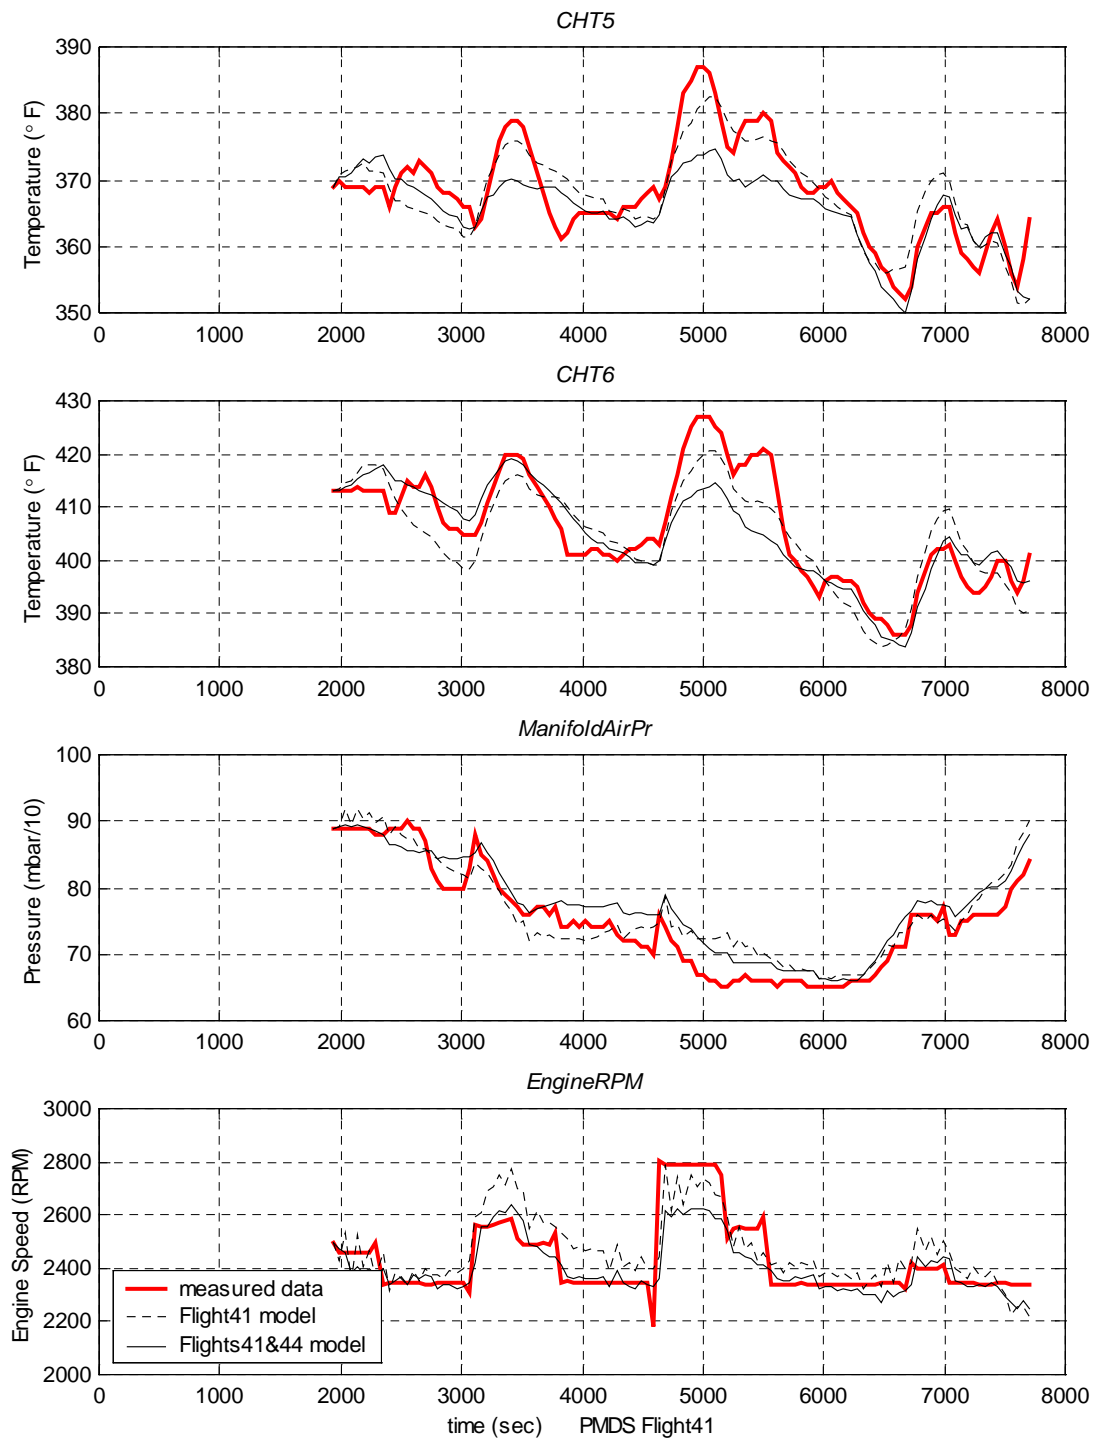 CHT5
390
380
370
360
350
Temperature (° F)
0 1000 2000 3000 4000 5000 6000 7000 8000
CHT6
430
420
410
400
390
380
Temperature (° F)
0 1000 2000 3000 4000 5000 6000 7000 8000
ManifoldAirPr
100
90
80
70
60
Pressure (mbar/10)
0 1000 2000 3000 4000 5000 6000 7000 8000
EngineRPM
3000
2800
2600
2400
2200
2000
Engine Speed (RPM)
measured data
Flight41 model
Flights41&44 model
0 1000 2000 3000 4000 5000 6000 7000 8000
time (sec) PMDS Flight41